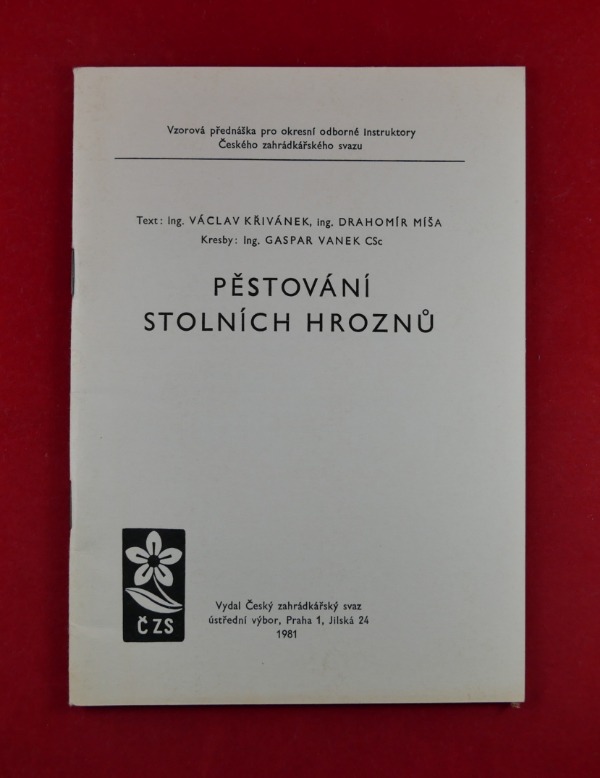 Vzorová přednáška pro okresní odborné instruktory
Českého zahrádkářského svazu
Text: Ing. VÁCLAV KŘIVÁNEK, Ing. DRAHOMÍR MÍŠA
Kresby: Ing. GASPAR VANEK CSc
PĚSTOVÁNÍ
STOLNÍCH HROZNŮ
ČZS
Vydal Český zahrádkářský svaz
ústřední výbor, Praha 1, Jilská 24
1981